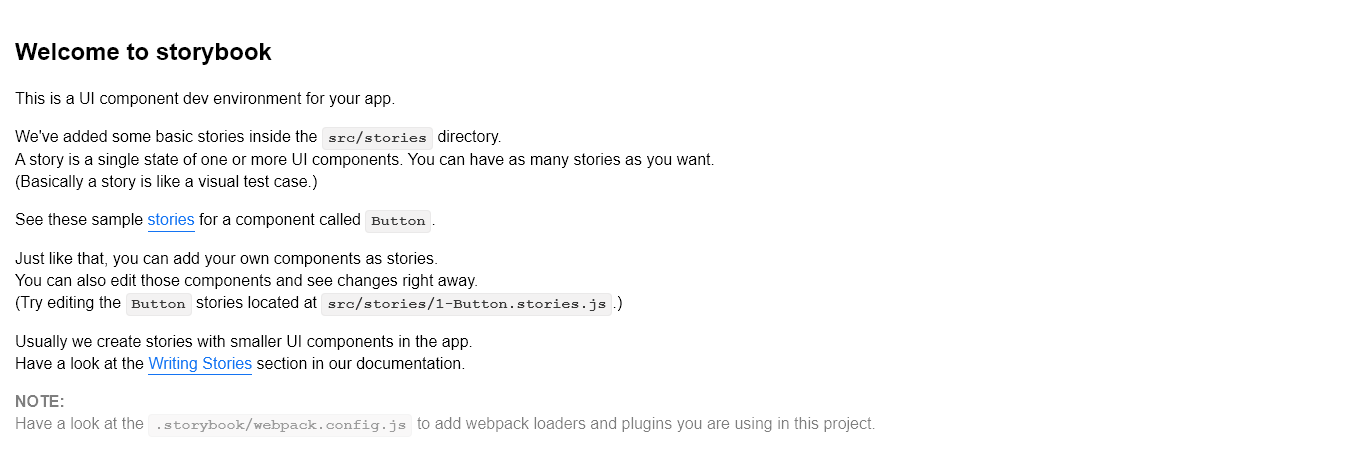 Welcome to storybook
This is a UI component dev environment for your app.
We've added some basic stories inside the src/stories directory.
A story is a single state of one or more UI components. You can have as many stories as you want.
(Basically a story is like a visual test case.)
See these sample stories for a component called Button.
Just like that, you can add your own components as stories.
You can also edit those components and see changes right away.
(Try editing the Button stories located at src/stories/1-Button.stories.js.)
Usually we create stories with smaller UI components in the app.
Have a look at the Writing Stories section in our documentation.
NOTE:
Have a look at the .storybook/webpack.config.js to add webpack loaders and plugins you are using in this project.